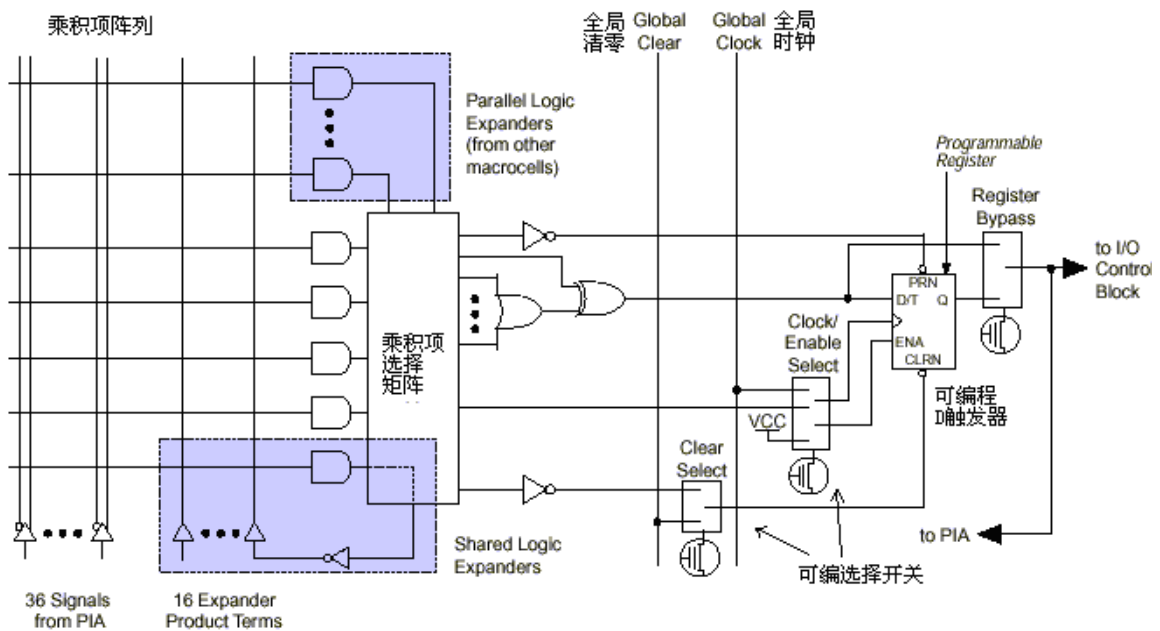 乘积项阵列
全局 Global
清零 Clear
Global 全局
Clock 时钟
Parallel Logic
Expanders
(from other
macrocells)
Programmable
Register
Register
Bypass
to I/O
Control
Block
PRN
D/T Q
ENA
CLRN
Clock/
Enable
Select
乘积项
选择
矩阵
可编程
D触发器
VCC
Clear
Select
to PIA
Shared Logic
Expanders
可编选择开关
36 Signals
from PIA
16 Expander
Product Terms